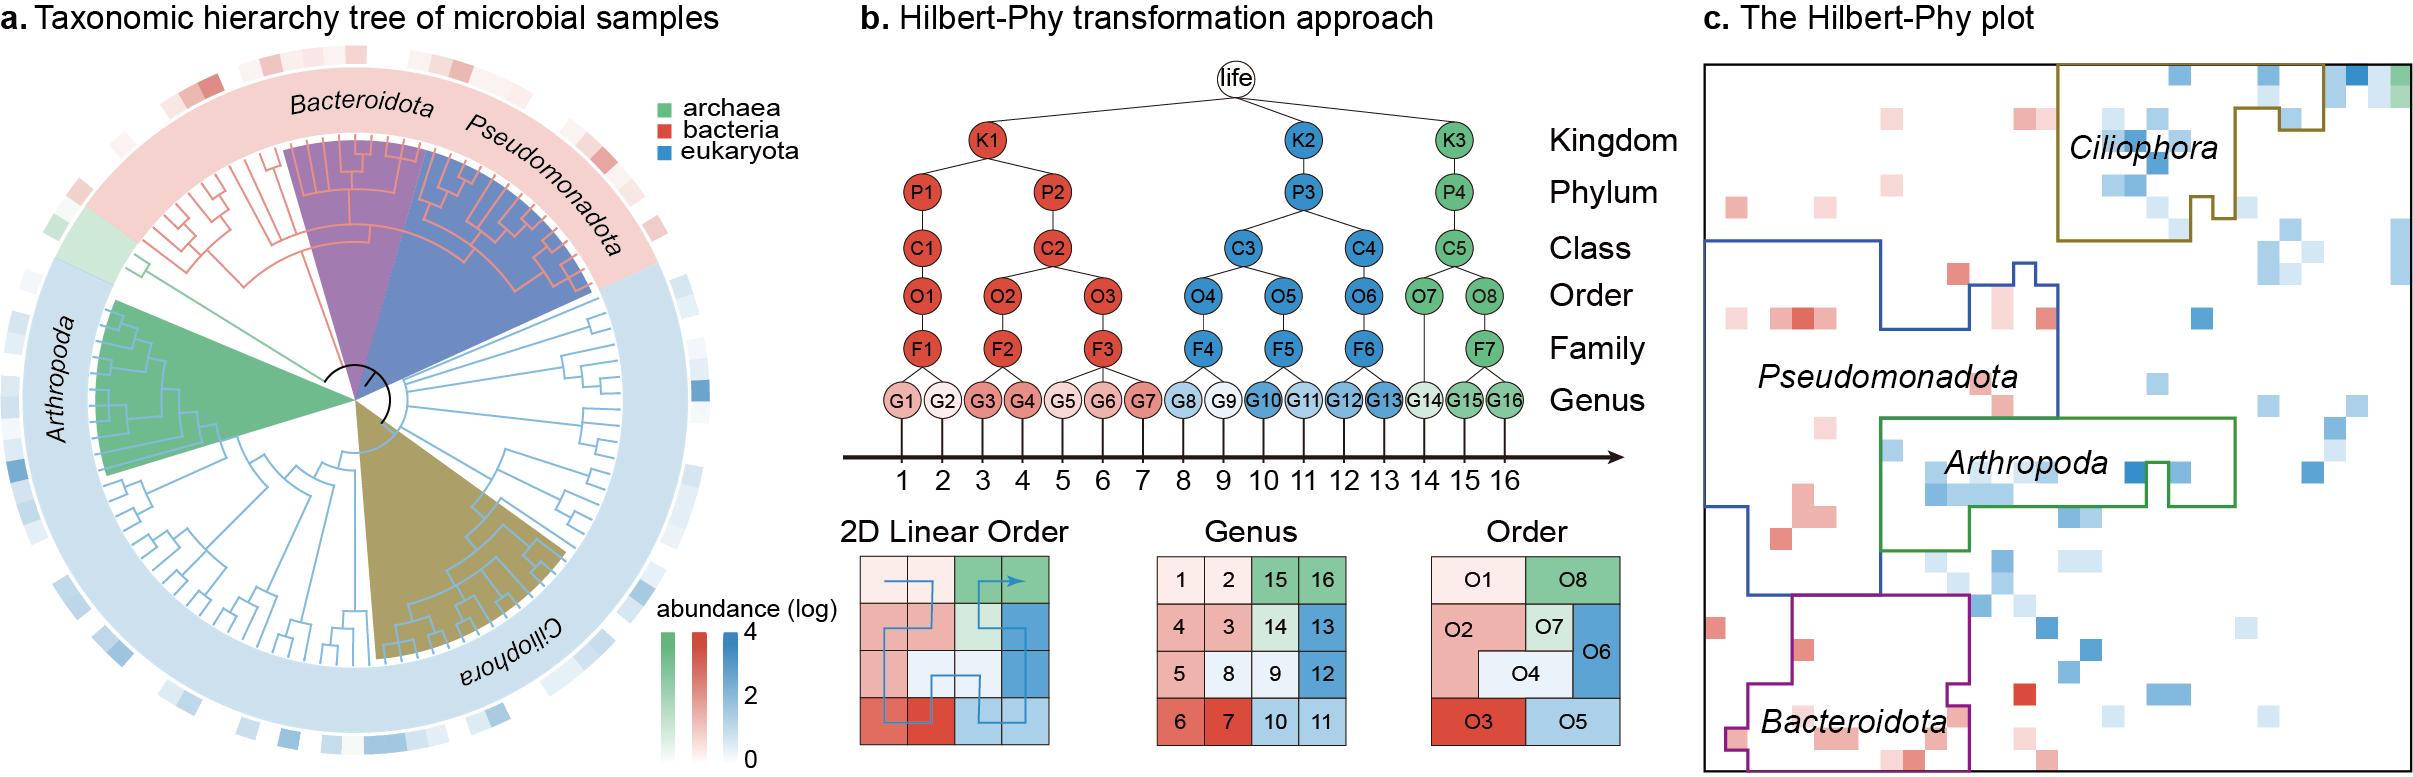 a. Taxonomic hierarchy tree of microbial samples
Bacteroidota
Pseudomonadota
Arthropoda
Ciliophora
archaea
bacteria
eukaryota
abundance (log)
4
2
0
b. Hilbert-Phy transformation approach
life
K1 K2 K3 Kingdom
P1 P2 P3 P4 Phylum
C1 C2 C3 C4 C5 Class
O1 O2 O3 O4 O5 O6 O7 O8 Order
F1 F2 F3 F4 F5 F6 F7 Family
G1 G2 G3 G4 G5 G6 G7 G8 G9 G10 G11 G12 G13 G14 G15 G16 Genus
1 2 3 4 5 6 7 8 9 10 11 12 13 14 15 16
2D Linear Order
Genus
1 2 15 16
4 3 14 13
5 8 9 12
6 7 10 11
Order
O1 O8
O2 O7
O6
O4
O3 O5
c. The Hilbert-Phy plot
Ciliophora
Pseudomonadota
Arthropoda
Bacteroidota